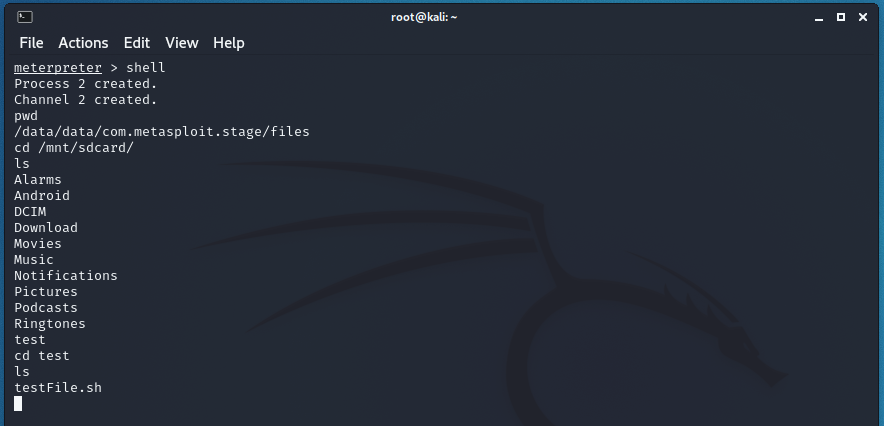 root@kali: ~
File Actions Edit View Help
meterpreter > shell
Process 2 created.
Channel 2 created.
pwd
/data/data/com.metasploit.stage/files
cd /mnt/sdcard/
ls
Alarms
Android
DCIM
Download
Movies
Music
Notifications
Pictures
Podcasts
Ringtones
test
cd test
ls
testFile.sh